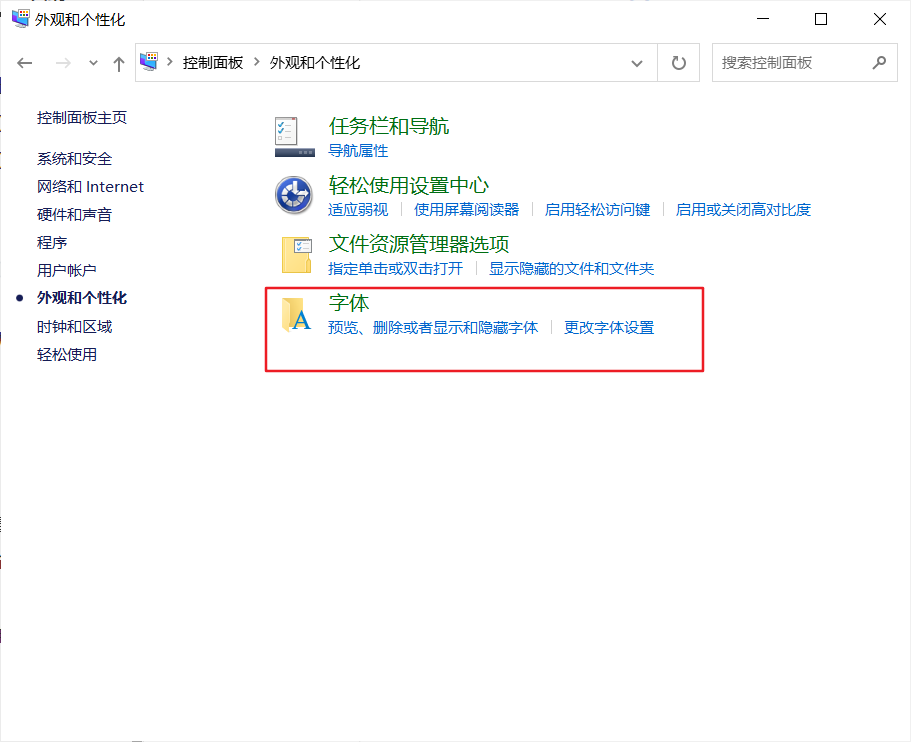 外观和个性化
控制面板 外观和个性化 搜索控制面板
控制面板主页
系统和安全
网络和 Internet
硬件和声音
程序
用户帐户
外观和个性化
时钟和区域
轻松使用
任务栏和导航
导航属性
轻松使用设置中心
适应弱视 使用屏幕阅读器 启用轻松访问键 启用或关闭高对比度
文件资源管理器选项
指定单击或双击打开 显示隐藏的文件和文件夹
字体
预览、删除或者显示和隐藏字体 更改字体设置